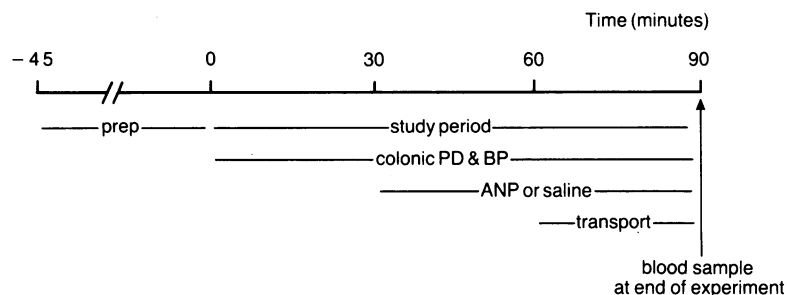 Time (minutes)
– 45 0 30 60 90
prep study period
colonic PD & BP
ANP or saline
transport
blood sample
at end of experiment